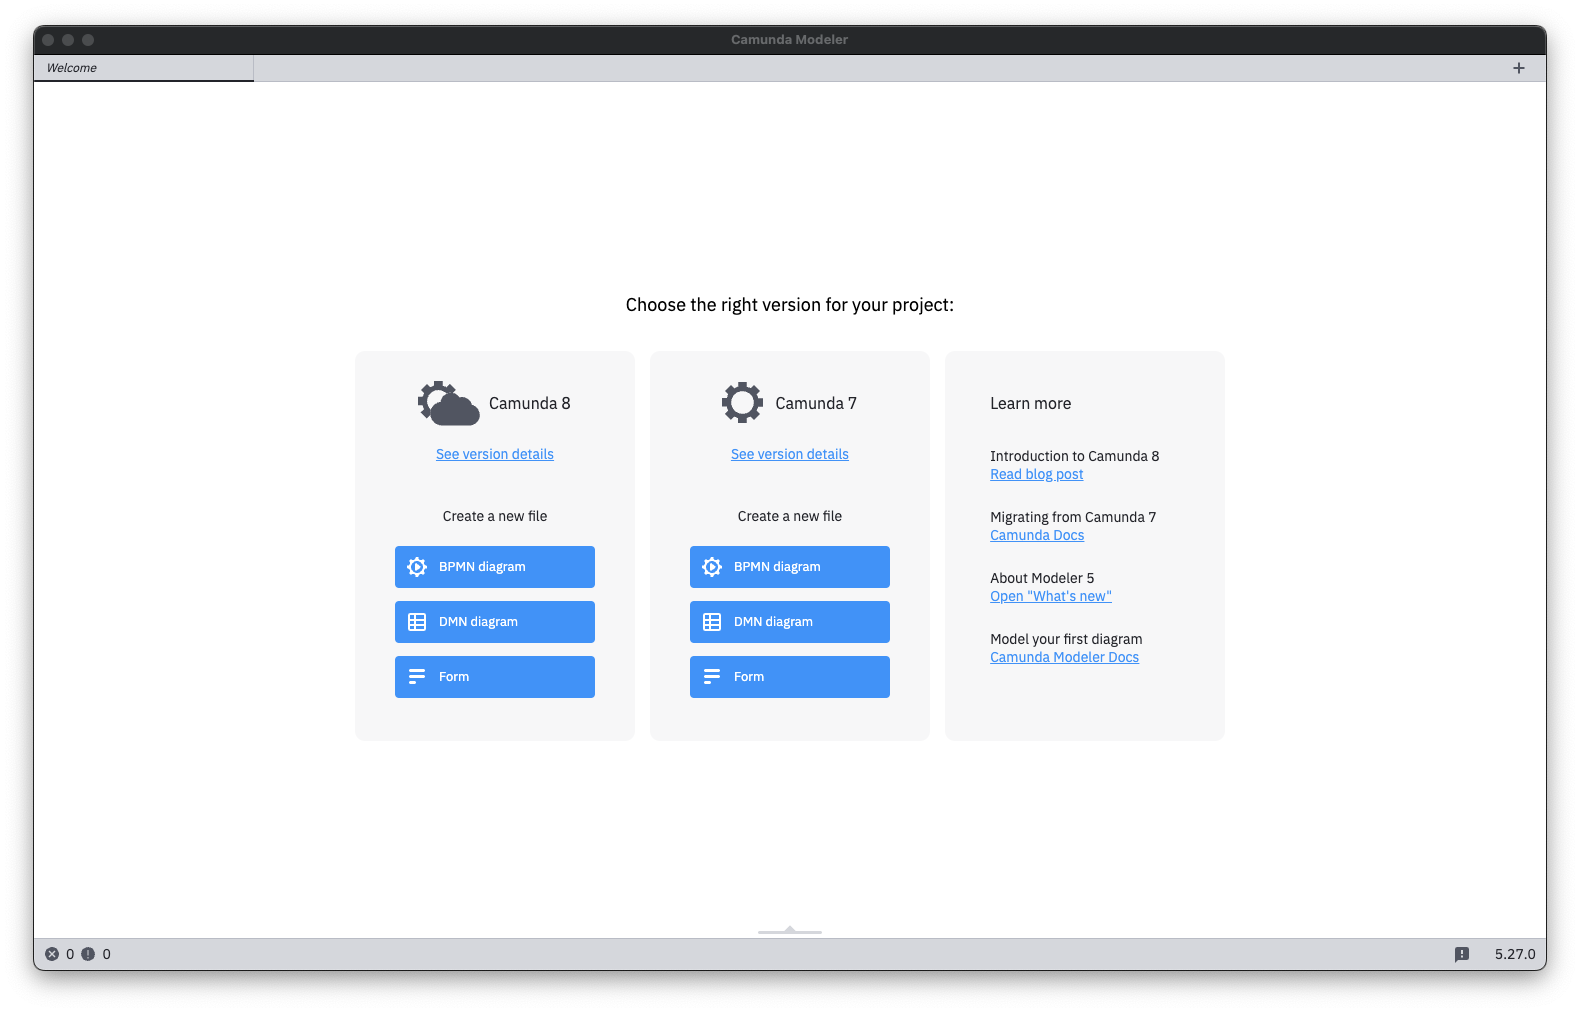 Camunda Modeler
Welcome
Choose the right version for your project:
Camunda 8
See version details
Create a new file
BPMN diagram
DMN diagram
Form
Camunda 7
See version details
Create a new file
BPMN diagram
DMN diagram
Form
Learn more
Introduction to Camunda 8
Read blog post
Migrating from Camunda 7
Camunda Docs
About Modeler 5
Open "What's new"
Model your first diagram
Camunda Modeler Docs
0 0
5.27.0